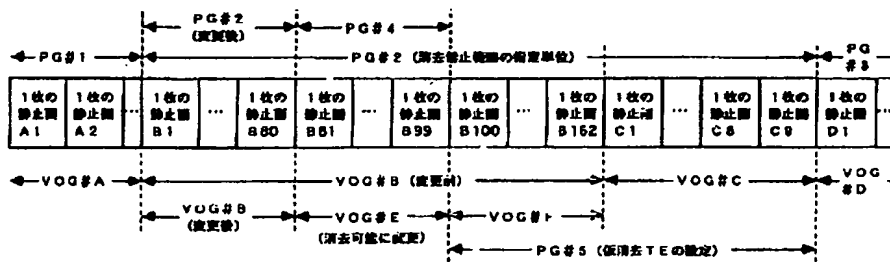 PG#2
(変更後)
PG#4
PG#1
PG#2 (消去禁止範囲の指定単位)
PG
#3
1枚の
静止画
A1
1枚の
静止画
A2
…
1枚の
静止画
B1
…
1枚の
静止画
B80
1枚の
静止画
B81
…
1枚の
静止画
B99
1枚の
静止画
B100
…
1枚の
静止画
B162
1枚の
静止画
C1
…
1枚の
静止画
C8
1枚の
静止画
C9
1枚の
静止画
D1
…
VOG#A
VOG#B (変更前)
VOG#C
VOG
#D
VOG#B
(変更後)
VOG#E
(消去可能に変更)
VOG#F
PG#5 (仮消去TEの設定)